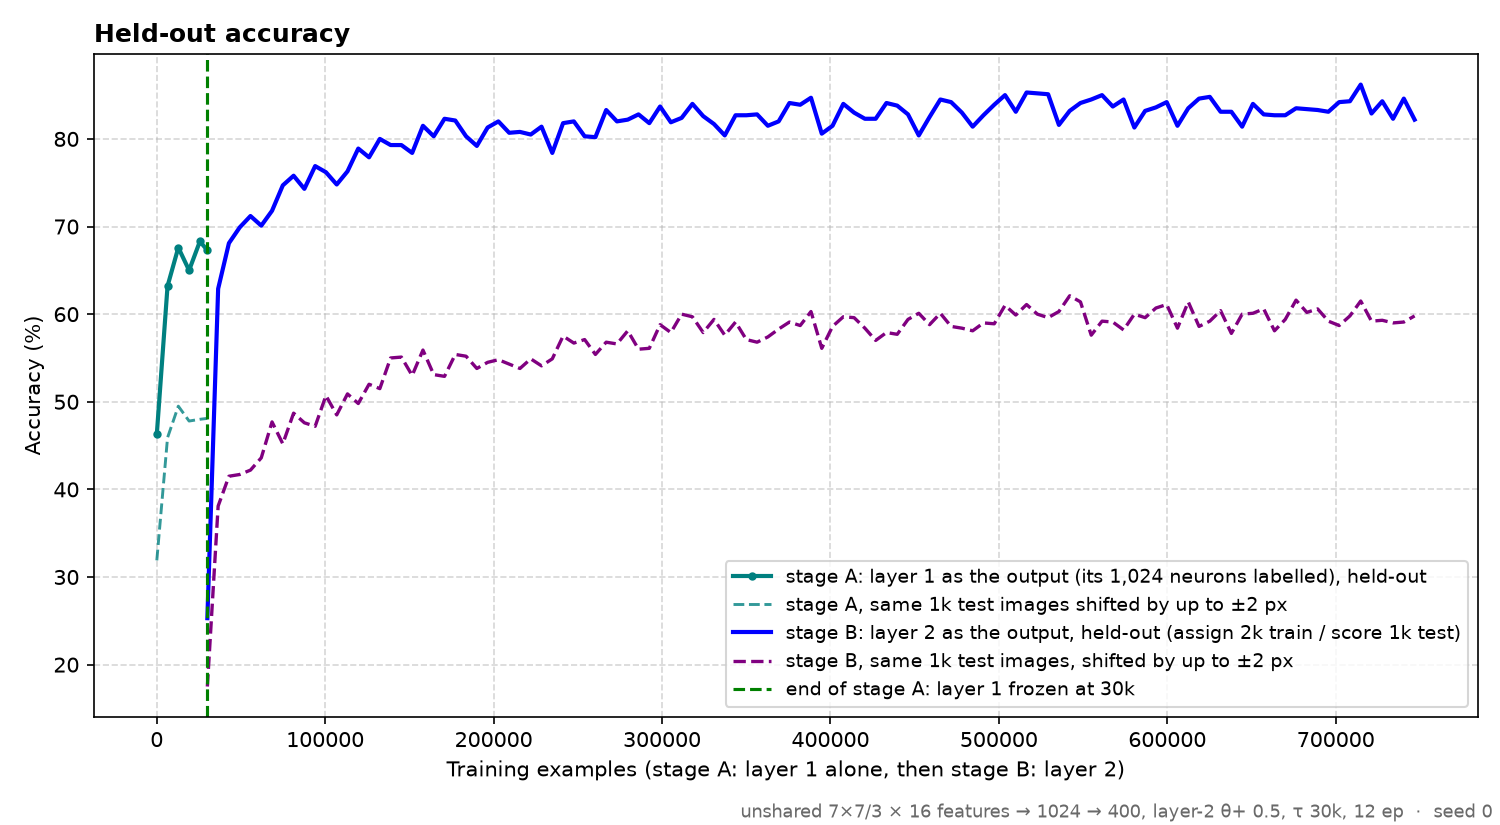 Held-out accuracy
Accuracy (%)
80
70
60
50
40
30
20
stage A: layer 1 as the output (its 1,024 neurons labelled), held-out
stage A, same 1k test images shifted by up to ±2 px
stage B: layer 2 as the output, held-out (assign 2k train / score 1k test)
stage B, same 1k test images, shifted by up to ±2 px
end of stage A: layer 1 frozen at 30k
0 100000 200000 300000 400000 500000 600000 700000
Training examples (stage A: layer 1 alone, then stage B: layer 2)
unshared 7×7/3 × 16 features → 1024 → 400, layer-2 θ+ 0.5, τ 30k, 12 ep · seed 0